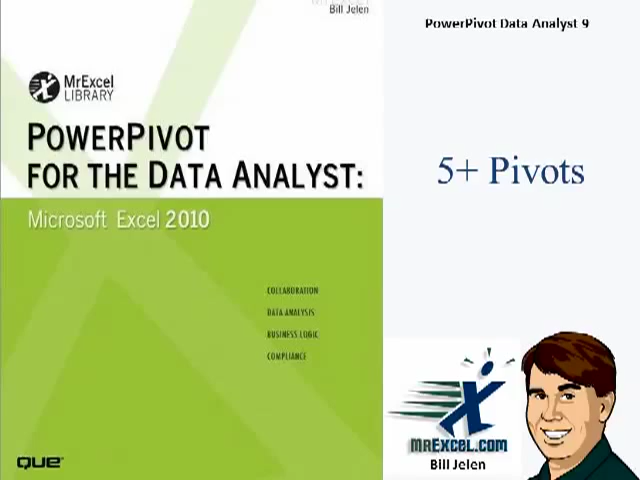 Bill Jelen
MrExcel
LIBRARY
POWERPIVOT
FOR THE DATA ANALYST:
Microsoft Excel 2010
COLLABORATION
DATA ANALYSIS
BUSINESS LOGIC
COMPLIANCE
QUE
PowerPivot Data Analyst 9
5+ Pivots
MREXCEL.COM
Bill Jelen